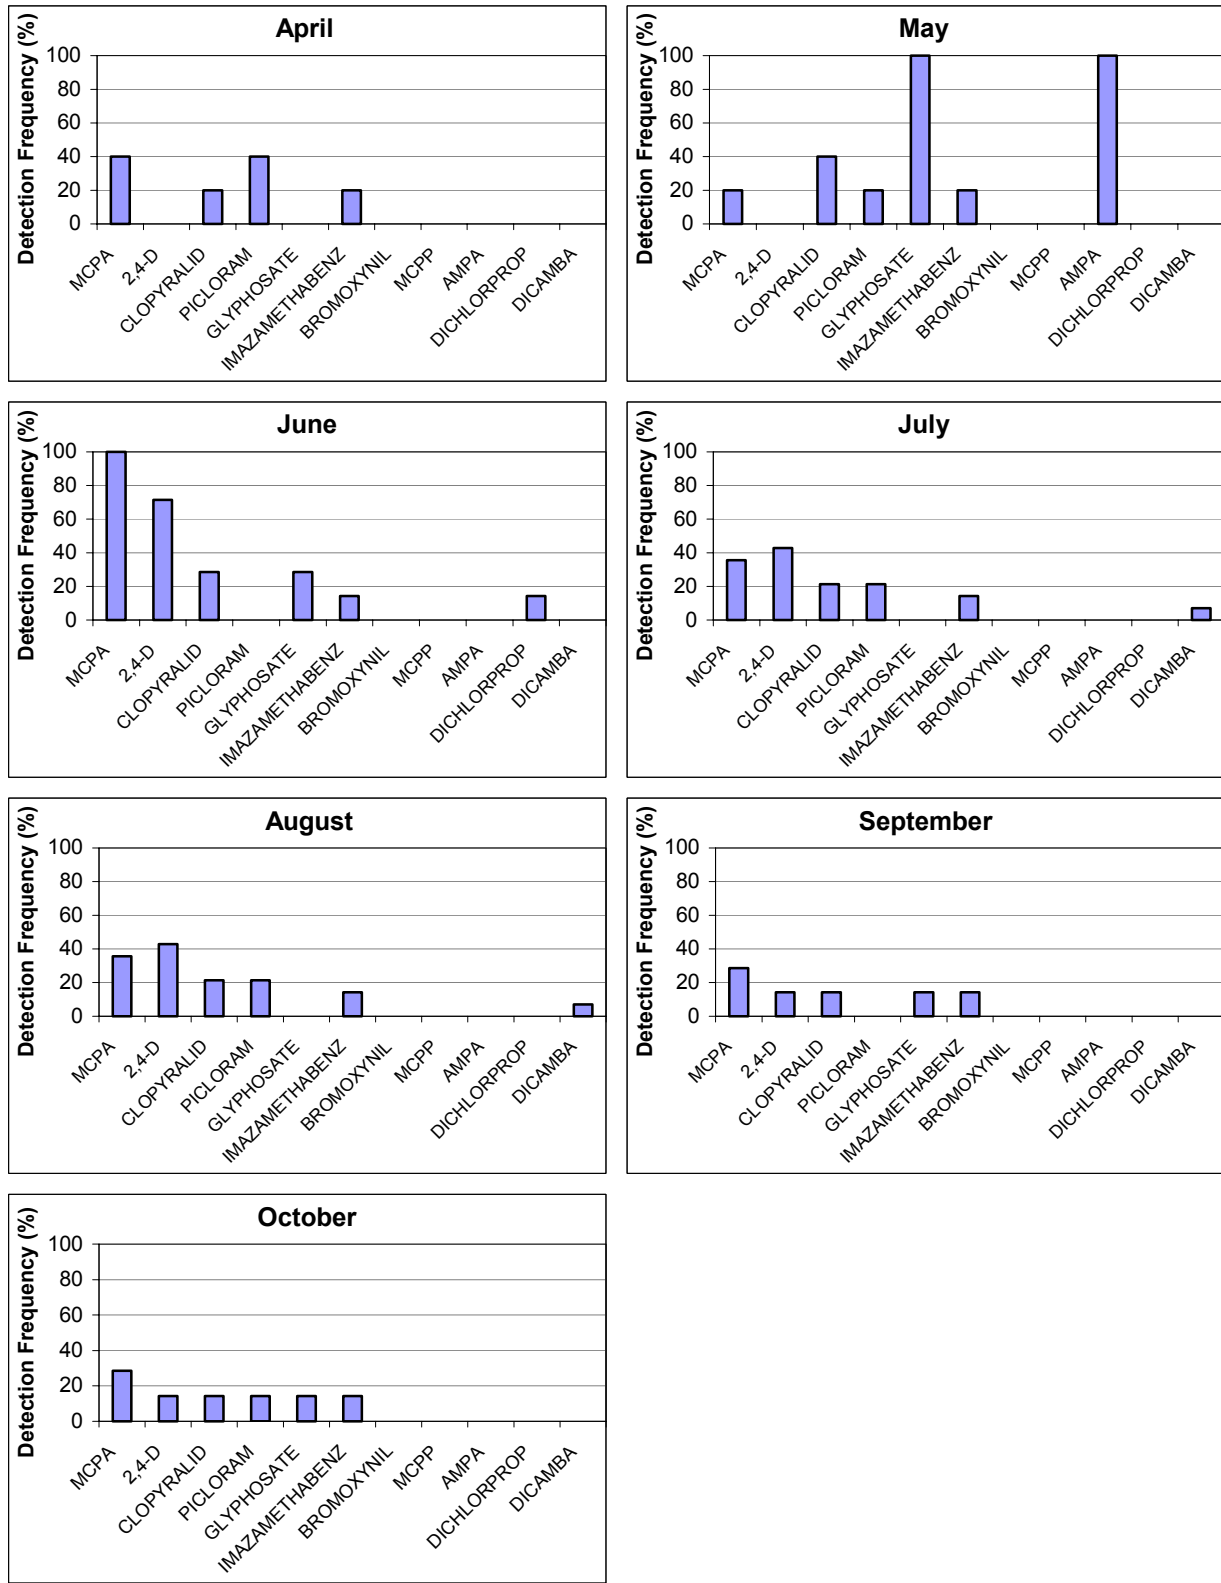 April
Detection Frequency (%)
100
80
60
40
20
0
MCPA
2,4-D
CLOPYRALID
PICLORAM
GLYPHOSATE
IMAZAMETHABENZ
BROMOXYNIL
MCPP
AMPA
DICHLORPROP
DICAMBA
May
Detection Frequency (%)
100
80
60
40
20
0
MCPA
2,4-D
CLOPYRALID
PICLORAM
GLYPHOSATE
IMAZAMETHABENZ
BROMOXYNIL
MCPP
AMPA
DICHLORPROP
DICAMBA
June
Detection Frequency (%)
100
80
60
40
20
0
MCPA
2,4-D
CLOPYRALID
PICLORAM
GLYPHOSATE
IMAZAMETHABENZ
BROMOXYNIL
MCPP
AMPA
DICHLORPROP
DICAMBA
July
Detection Frequency (%)
100
80
60
40
20
0
MCPA
2,4-D
CLOPYRALID
PICLORAM
GLYPHOSATE
IMAZAMETHABENZ
BROMOXYNIL
MCPP
AMPA
DICHLORPROP
DICAMBA
August
Detection Frequency (%)
100
80
60
40
20
0
MCPA
2,4-D
CLOPYRALID
PICLORAM
GLYPHOSATE
IMAZAMETHABENZ
BROMOXYNIL
MCPP
AMPA
DICHLORPROP
DICAMBA
September
Detection Frequency (%)
100
80
60
40
20
0
MCPA
2,4-D
CLOPYRALID
PICLORAM
GLYPHOSATE
IMAZAMETHABENZ
BROMOXYNIL
MCPP
AMPA
DICHLORPROP
DICAMBA
October
Detection Frequency (%)
100
80
60
40
20
0
MCPA
2,4-D
CLOPYRALID
PICLORAM
GLYPHOSATE
IMAZAMETHABENZ
BROMOXYNIL
MCPP
AMPA
DICHLORPROP
DICAMBA